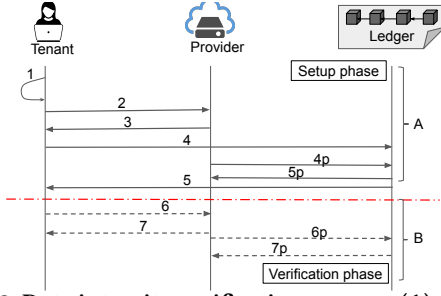 Tenant
Provider
Ledger
1
Setup phase
2
3
A
4
4p
5p
5
6
6p
7
B
7p
Verification phase